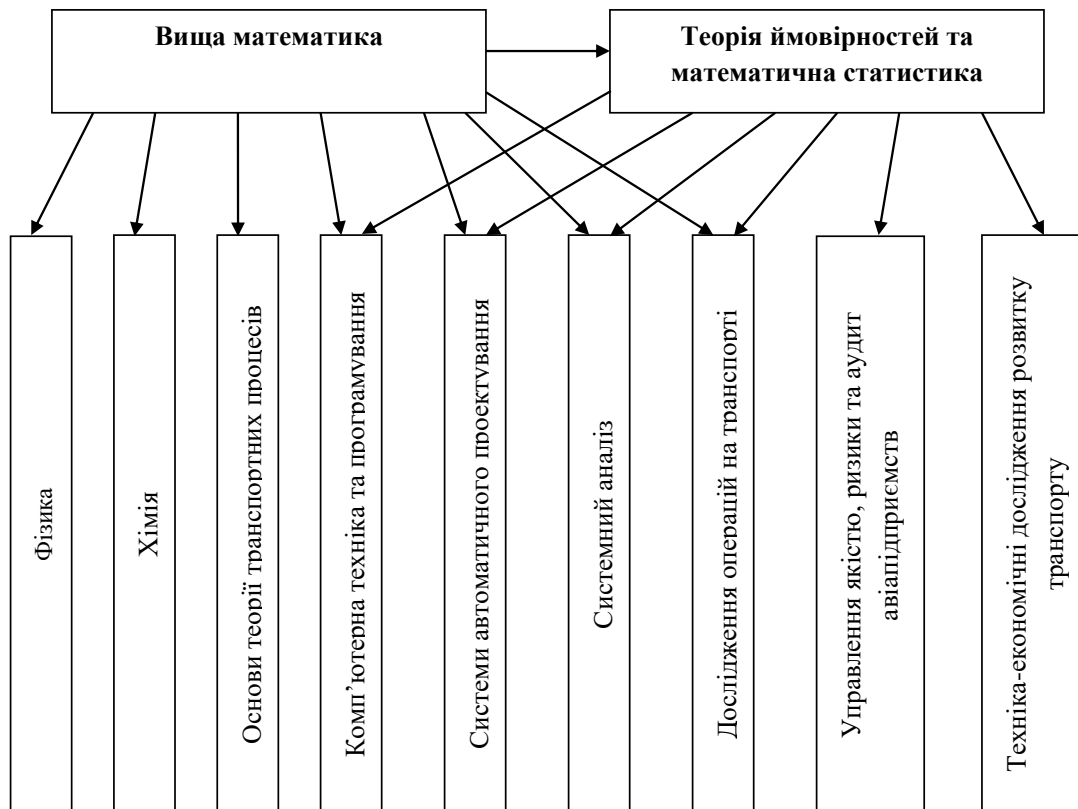 Вища математика
Теорія ймовірностей та
математична статистика
Фізика
Хімія
Основи теорії транспортних процесів
Комп’ютерна техніка та програмування
Системи автоматичного проектування
Системний аналіз
Дослідження операцій на транспорті
Управління якістю, ризики та аудит
авіапідприємств
Техніка-економічні дослідження розвитку
транспорту